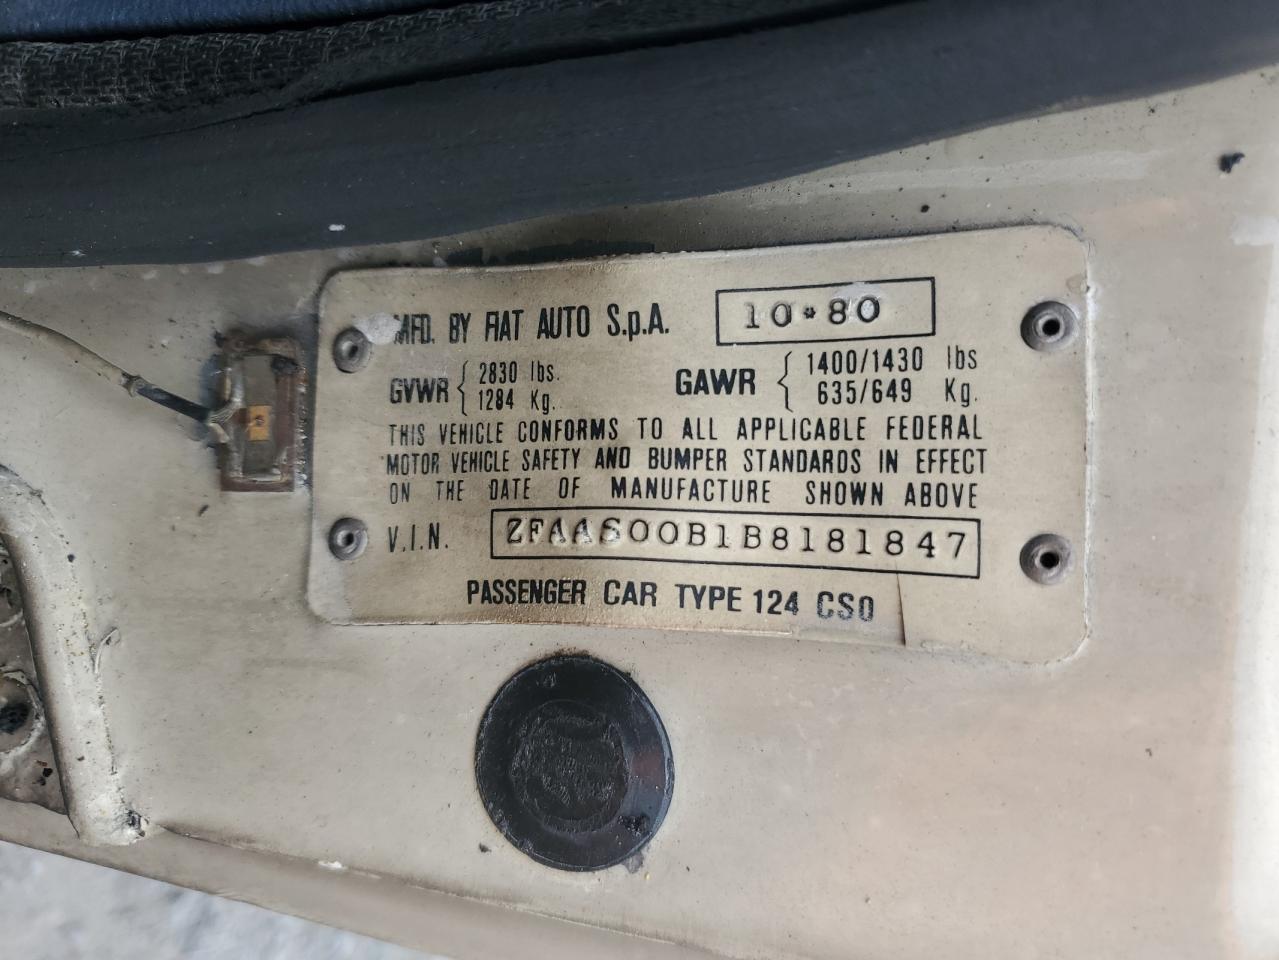 MFD. BY FIAT AUTO S.p.A. 10*80
GVWR { 2830 lbs. GAWR { 1400/1430 lbs
1284 Kg. 635/649 Kg.
THIS VEHICLE CONFORMS TO ALL APPLICABLE FEDERAL
MOTOR VEHICLE SAFETY AND BUMPER STANDARDS IN EFFECT
ON THE DATE OF MANUFACTURE SHOWN ABOVE
V.I.N. ZFAAS00B1B8181847
PASSENGER CAR TYPE 124 CS0